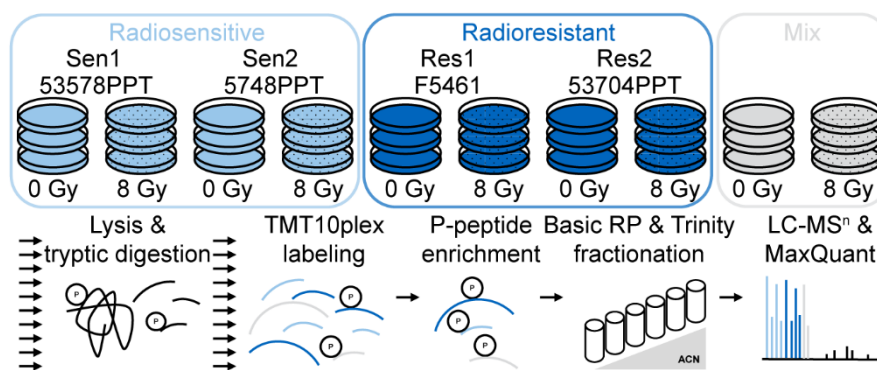 Radiosensitive
Radioresistant
Mix
Sen1
Sen2
Res1
Res2
53578PPT
5748PPT
F5461
53704PPT
0 Gy
8 Gy
0 Gy
8 Gy
0 Gy
8 Gy
0 Gy
8 Gy
0 Gy
8 Gy
Lysis &
tryptic digestion
TMT10plex
labeling
P-peptide
enrichment
Basic RP & Trinity
fractionation
LC-MSⁿ &
MaxQuant
P
P
P
P
P
P
P
ACN